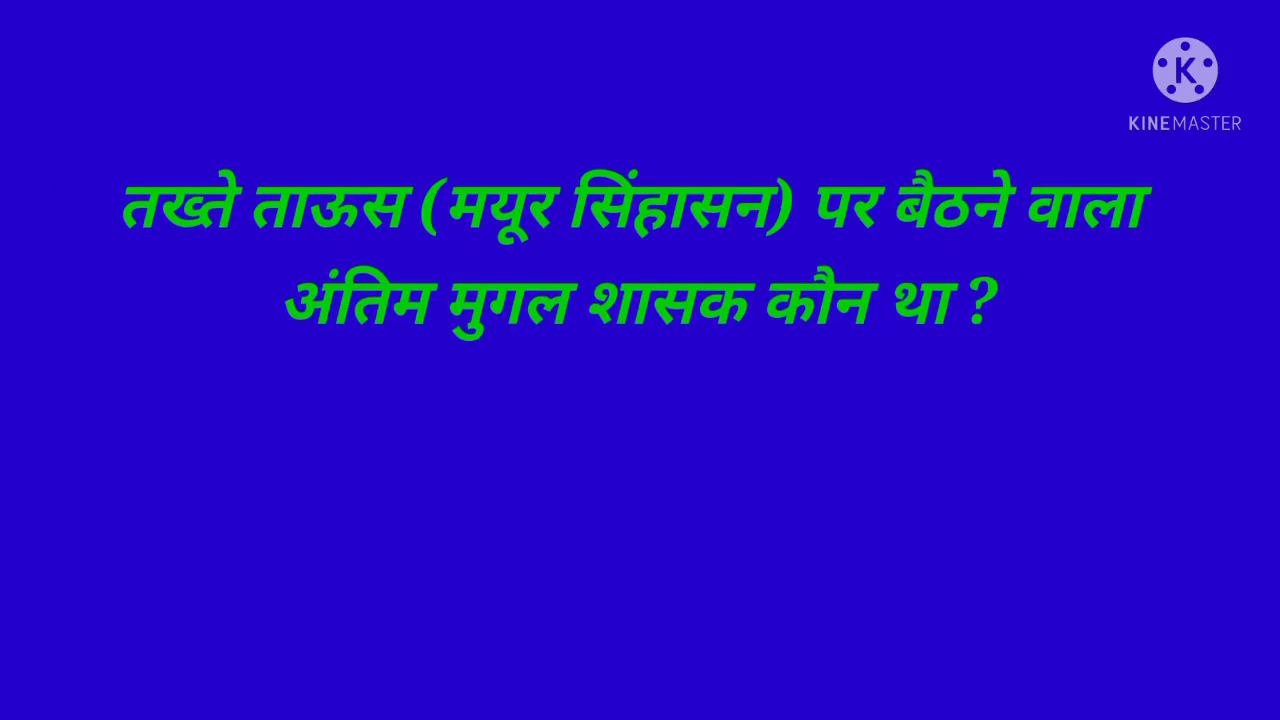 K
KINEMASTER
तख्ते ताऊस (मयूर सिंहासन) पर बैठने वाला
अंतिम मुगल शासक कौन था ?